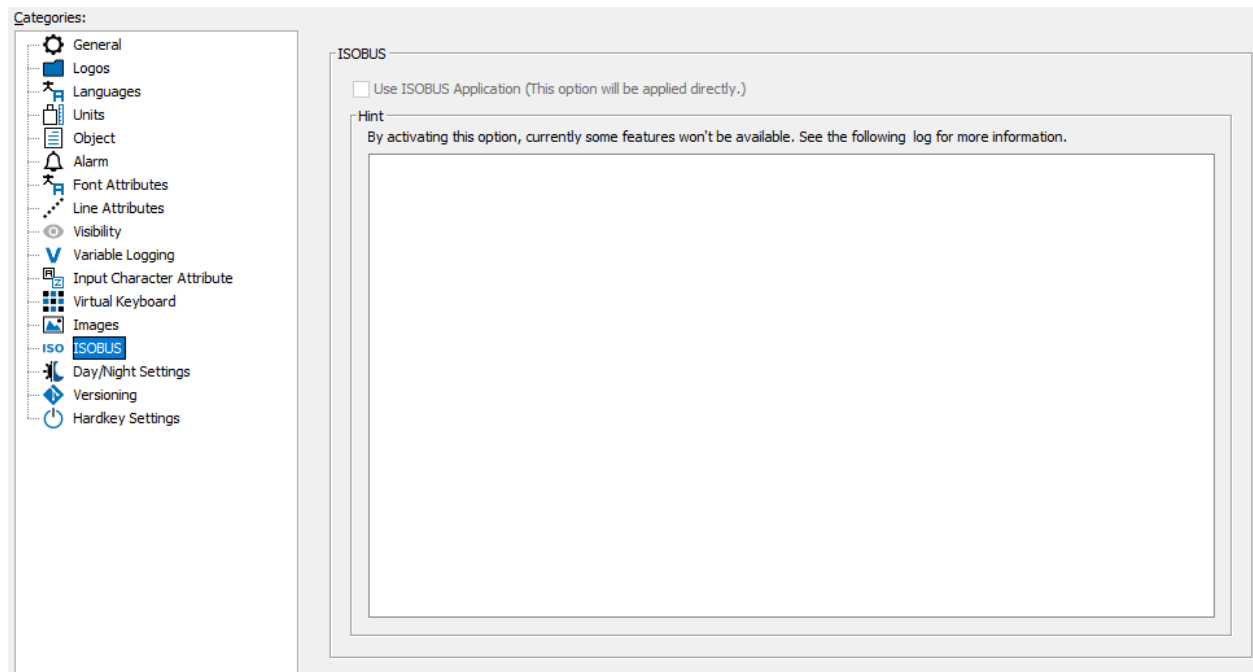 Categories:
General
Logos
Languages
Units
Object
Alarm
Font Attributes
Line Attributes
Visibility
Variable Logging
Input Character Attribute
Virtual Keyboard
Images
ISO ISOBUS
Day/Night Settings
Versioning
Hardkey Settings
ISOBUS
Use ISOBUS Application (This option will be applied directly.)
Hint
By activating this option, currently some features won't be available. See the following  log for more information.